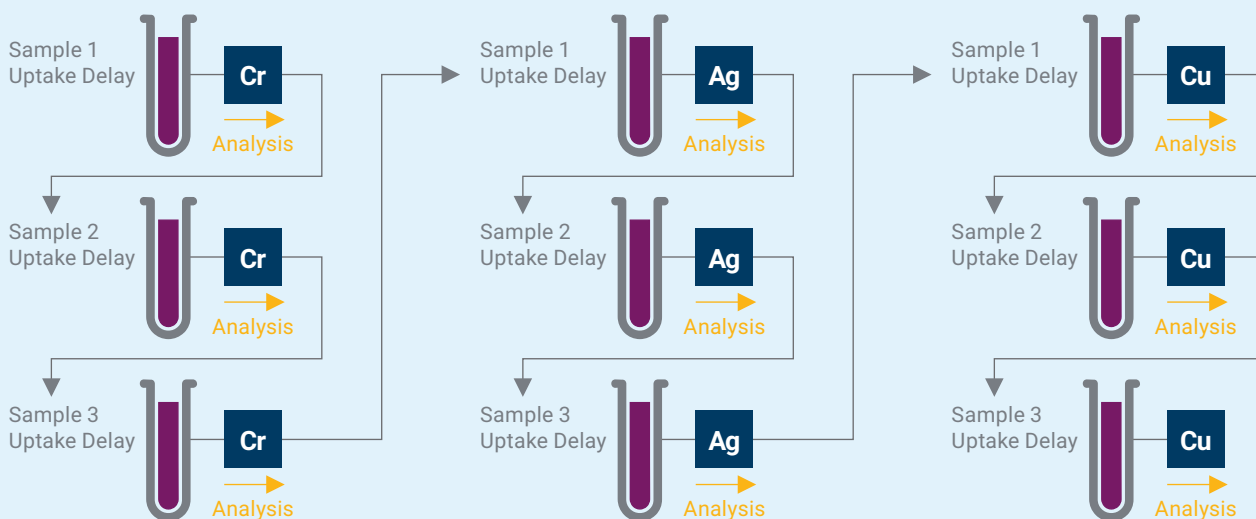 Sample 1
Uptake Delay
Cr
Analysis
Sample 2
Uptake Delay
Cr
Analysis
Sample 3
Uptake Delay
Cr
Analysis
Sample 1
Uptake Delay
Ag
Analysis
Sample 2
Uptake Delay
Ag
Analysis
Sample 3
Uptake Delay
Ag
Analysis
Sample 1
Uptake Delay
Cu
Analysis
Sample 2
Uptake Delay
Cu
Analysis
Sample 3
Uptake Delay
Cu
Analysis